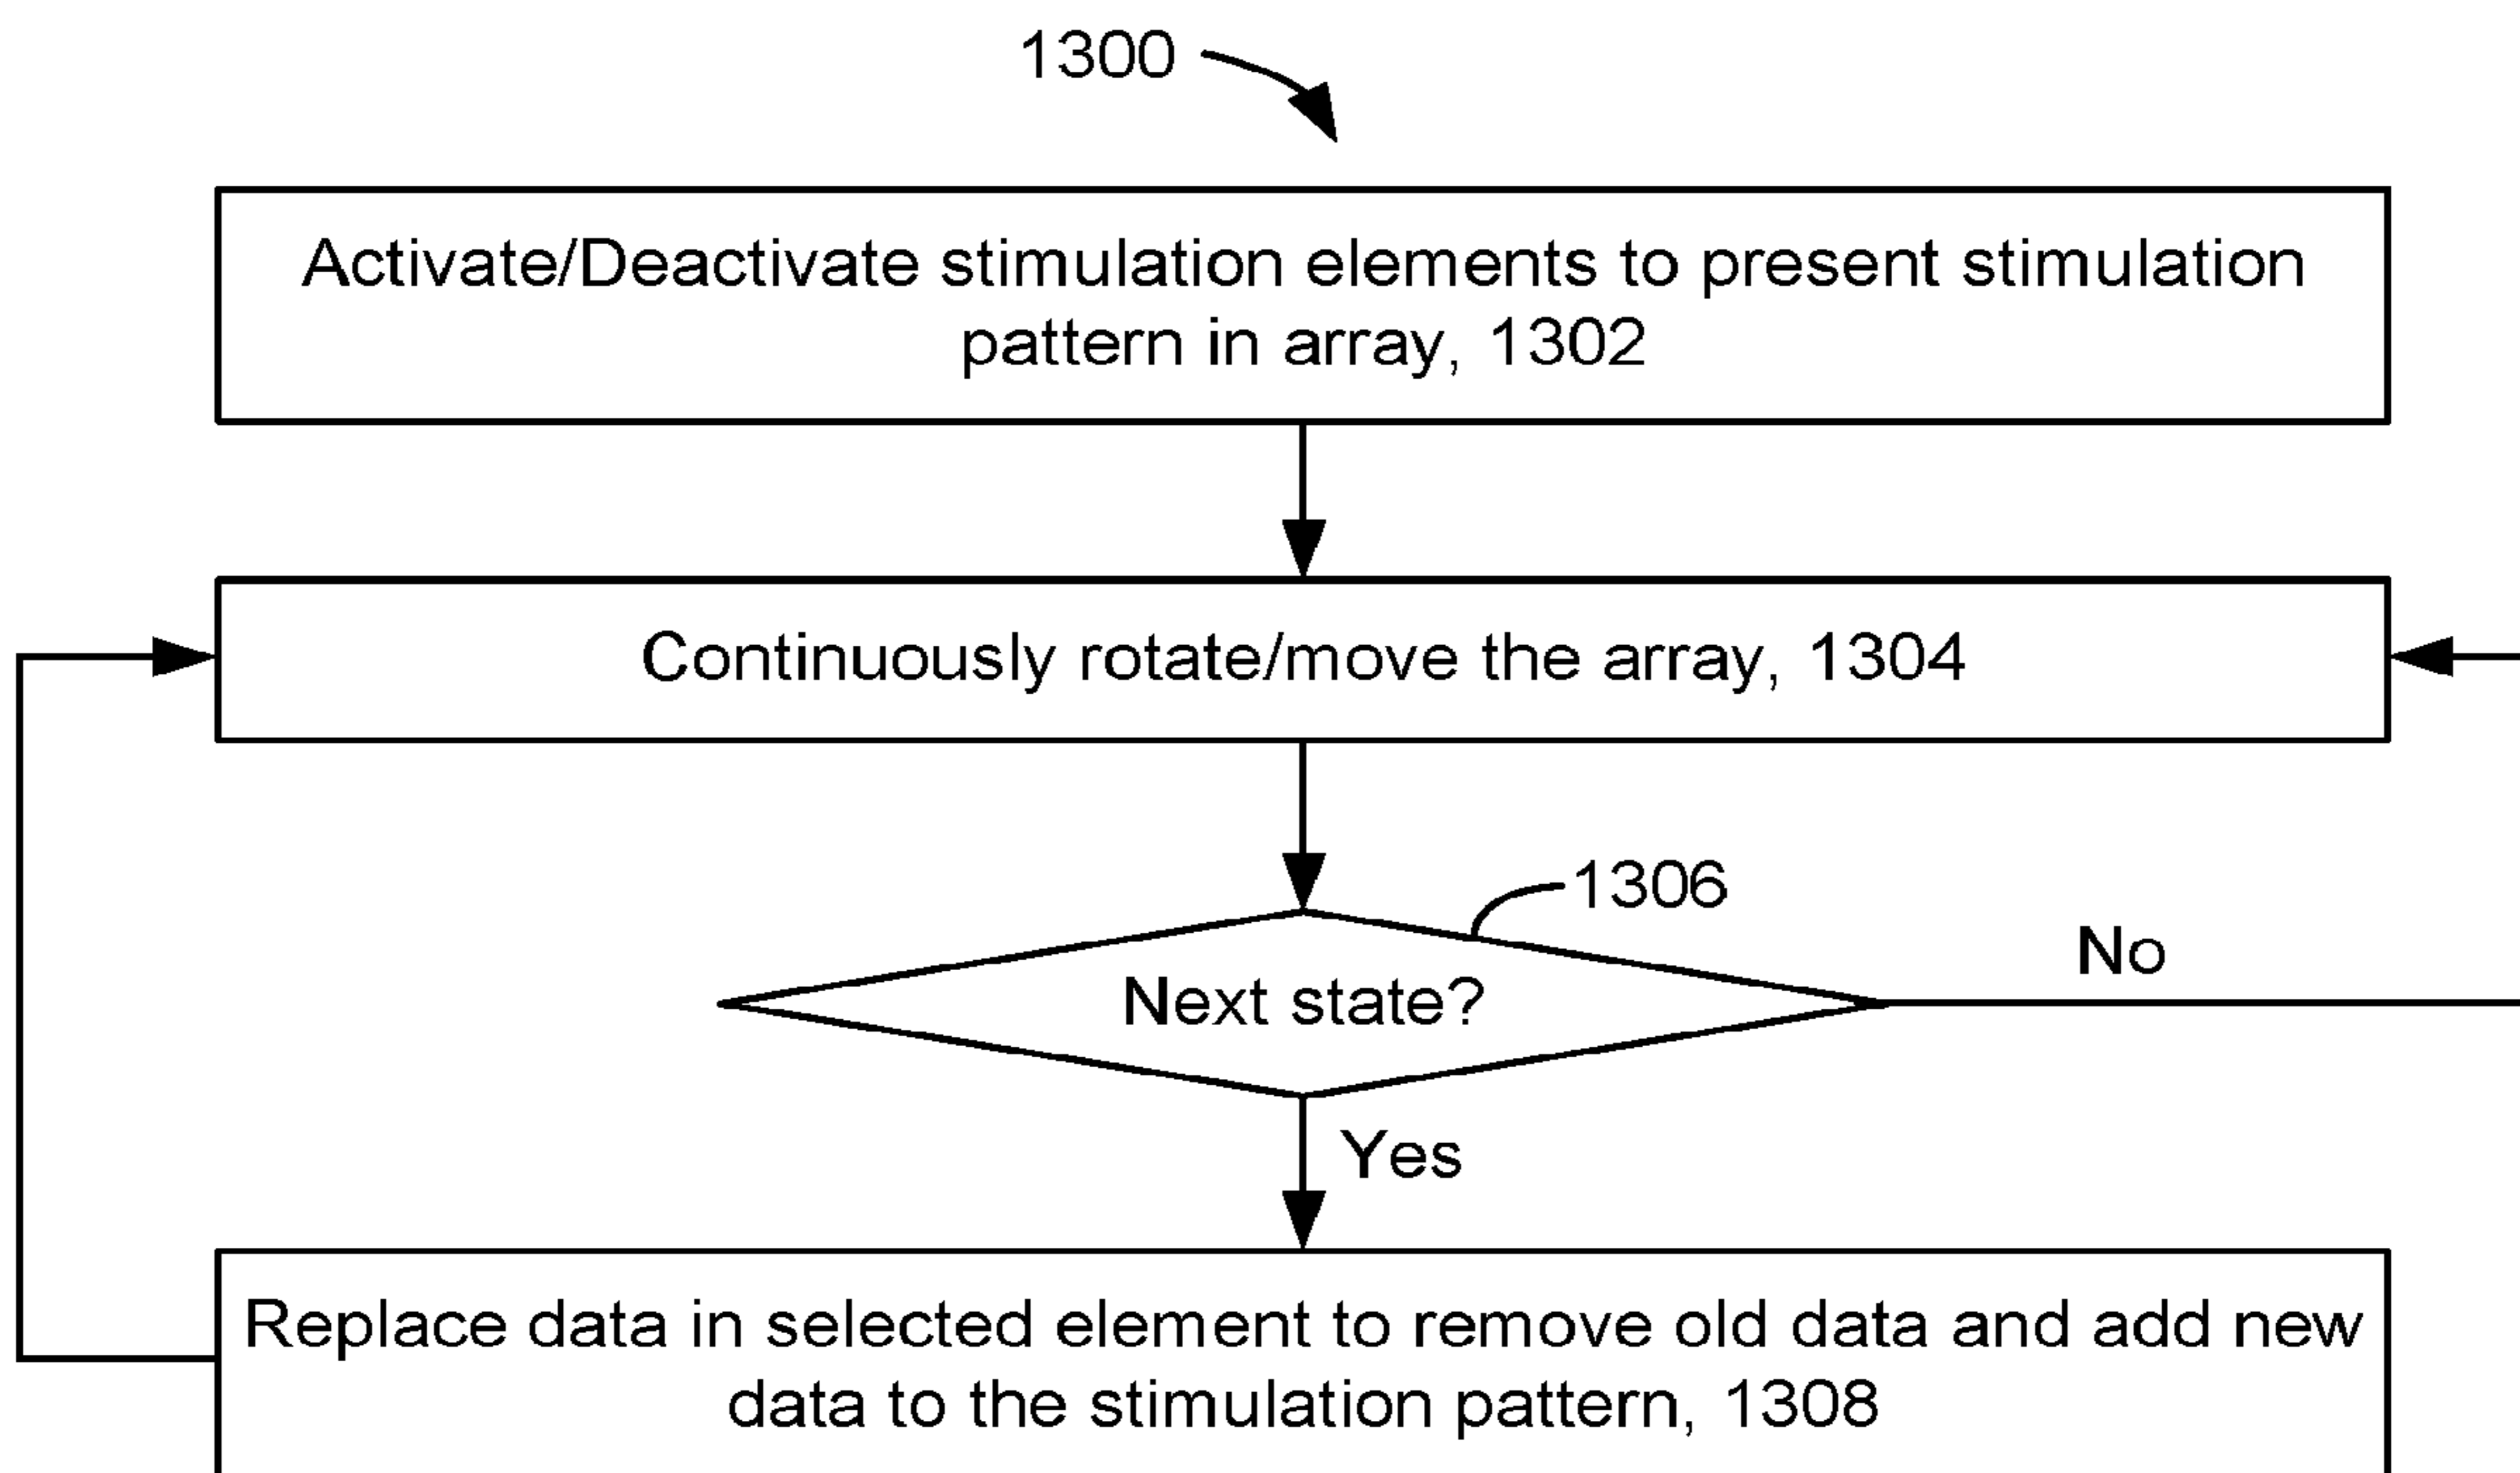 1300
Activate/Deactivate stimulation elements to present stimulation
pattern in array, 1302
Continuously rotate/move the array, 1304
1306
No
Next state?
Yes
Replace data in selected element to remove old data and add new
data to the stimulation pattern, 1308